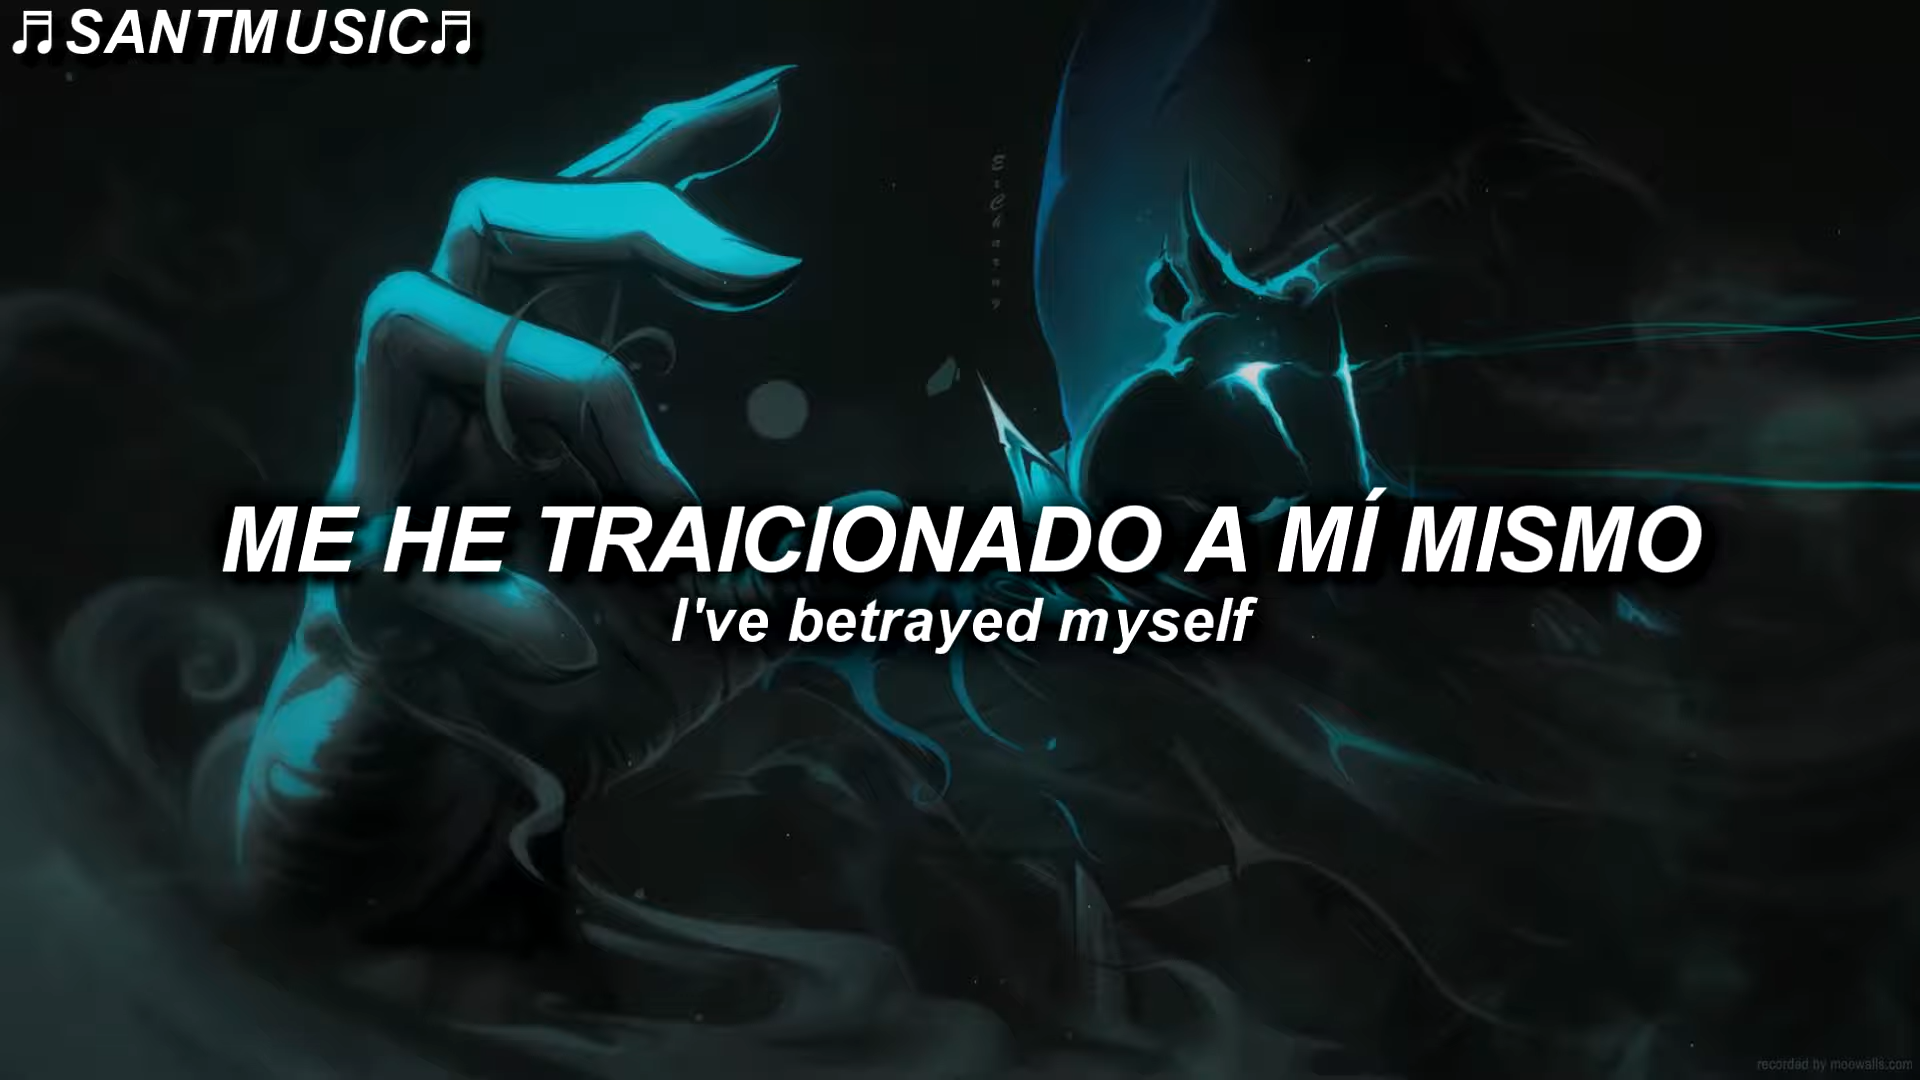 ♬SANTMUSIC♬
ME HE TRAICIONADO A MÍ MISMO
I've betrayed myself
recorded by moewalls.com